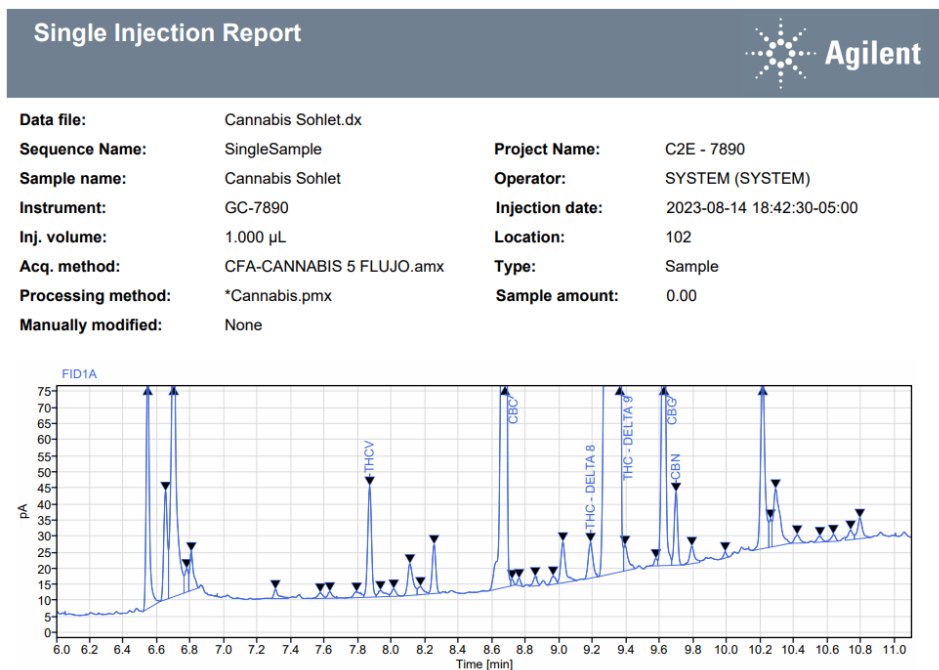 Single Injection Report
Agilent
Data file: Cannabis Sohlet.dx
Sequence Name: SingleSample Project Name: C2E - 7890
Sample name: Cannabis Sohlet Operator: SYSTEM (SYSTEM)
Instrument: GC-7890 Injection date: 2023-08-14 18:42:30-05:00
Inj. volume: 1.000 µL Location: 102
Acq. method: CFA-CANNABIS 5 FLUJO.amx Type: Sample
Processing method: *Cannabis.pmx Sample amount: 0.00
Manually modified: None
FID1A
75
70
65
60
55
50
45
40
35
30
25
20
15
10
5
0
pA
THCV
CBC
THC - DELTA 8
THC - DELTA 9
CBG
CBN
6.0 6.2 6.4 6.6 6.8 7.0 7.2 7.4 7.6 7.8 8.0 8.2 8.4 8.6 8.8 9.0 9.2 9.4 9.6 9.8 10.0 10.2 10.4 10.6 10.8 11.0
Time [min]